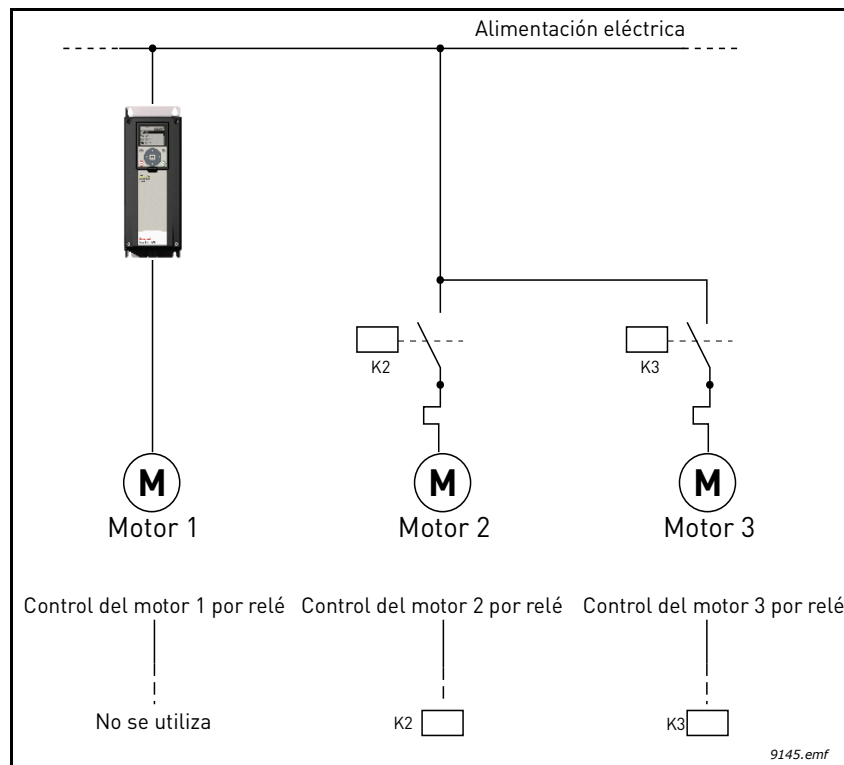 Alimentación eléctrica
K2
K3
M
M
M
Motor 1
Motor 2
Motor 3
Control del motor 1 por relé
Control del motor 2 por relé
Control del motor 3 por relé
No se utiliza
K2
K3
9145.emf